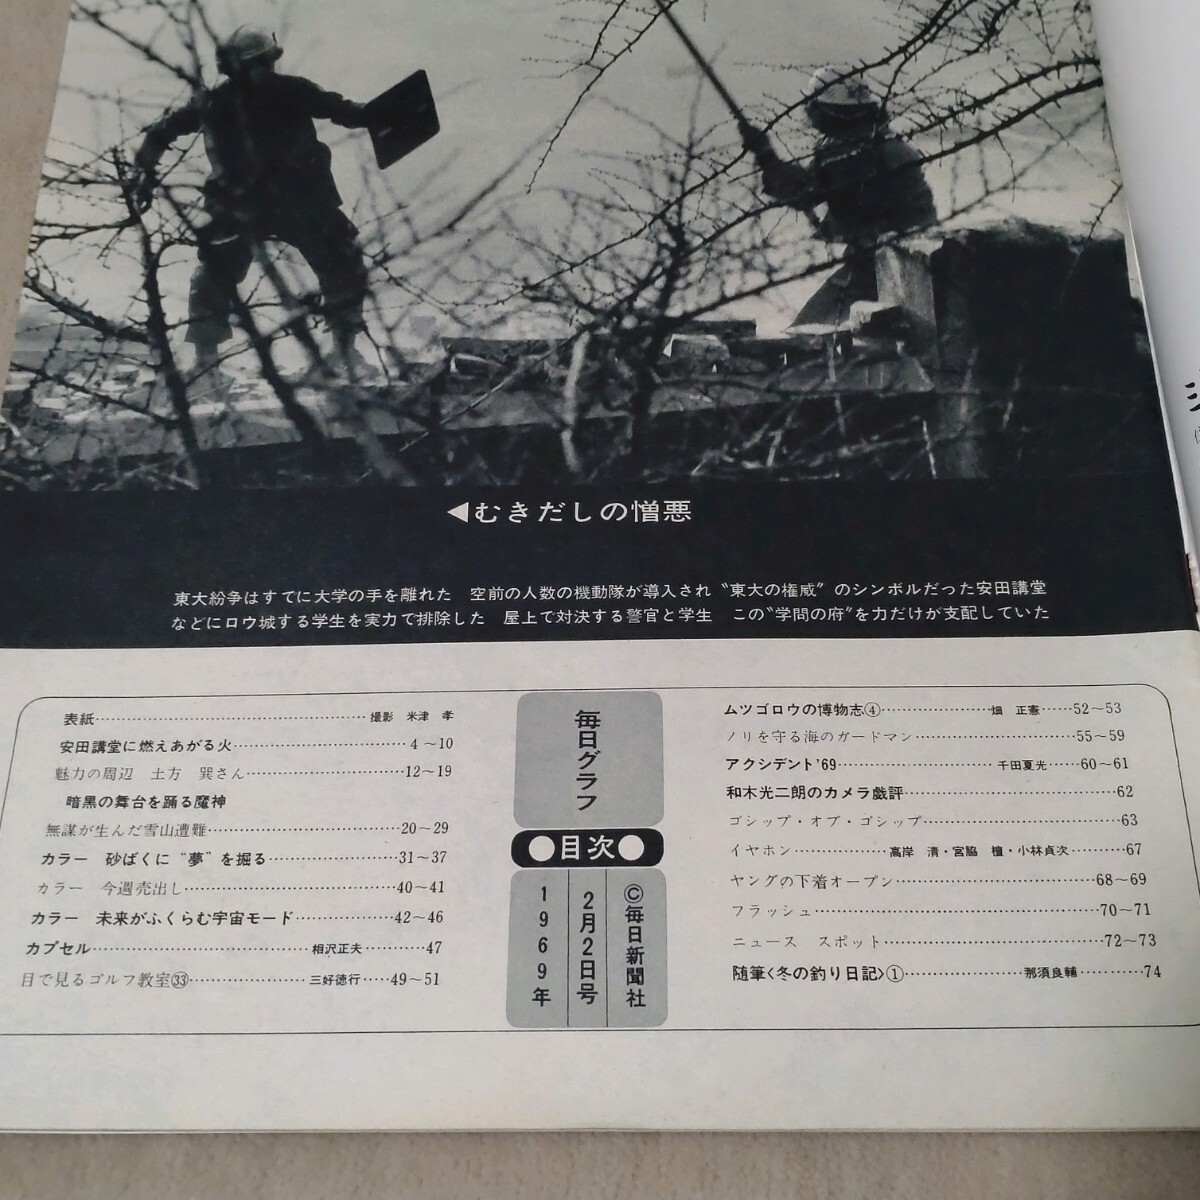 ◀むきだしの憎悪
東大紛争はすでに大学の手を離れた　空前の人数の機動隊が導入され〝東大の権威〞のシンボルだった安田講堂
などにロウ城する学生を実力で排除した　屋上で対決する警官と学生　この〝学問の府〞を力だけが支配していた
表紙……………………撮影　米津　孝
安田講堂に燃えあがる火……………4～10
魅力の周辺　土方　巽さん……………12～19
暗黒の舞台を踊る魔神
無謀が生んだ雪山遭難……………20～29
カラー　砂ばくに〝夢〞を掘る……………31～37
カラー　今週売出し……………40～41
カラー　未来がふくらむ宇宙モード……………42～46
カプセル……………相沢正夫…………47
目で見るゴルフ教室㉝……………三好徳行……49～51
毎日グラフ
●目次●
©毎日新聞社
2月2日号
1969年
ムツゴロウの博物志④……………畑　正憲……52～53
ノリを守る海のガードマン……………55～59
アクシデント'69……………千田夏光……60～61
和木光二朗のカメラ戯評……………62
ゴシップ・オブ・ゴシップ……………63
イヤホン……………高岸　清・宮脇　檀・小林貞次………67
ヤングの下着オープン……………68～69
フラッシュ……………70～71
ニュース　スポット……………72～73
随筆〈冬の釣り日記〉①……………那須良輔…………74